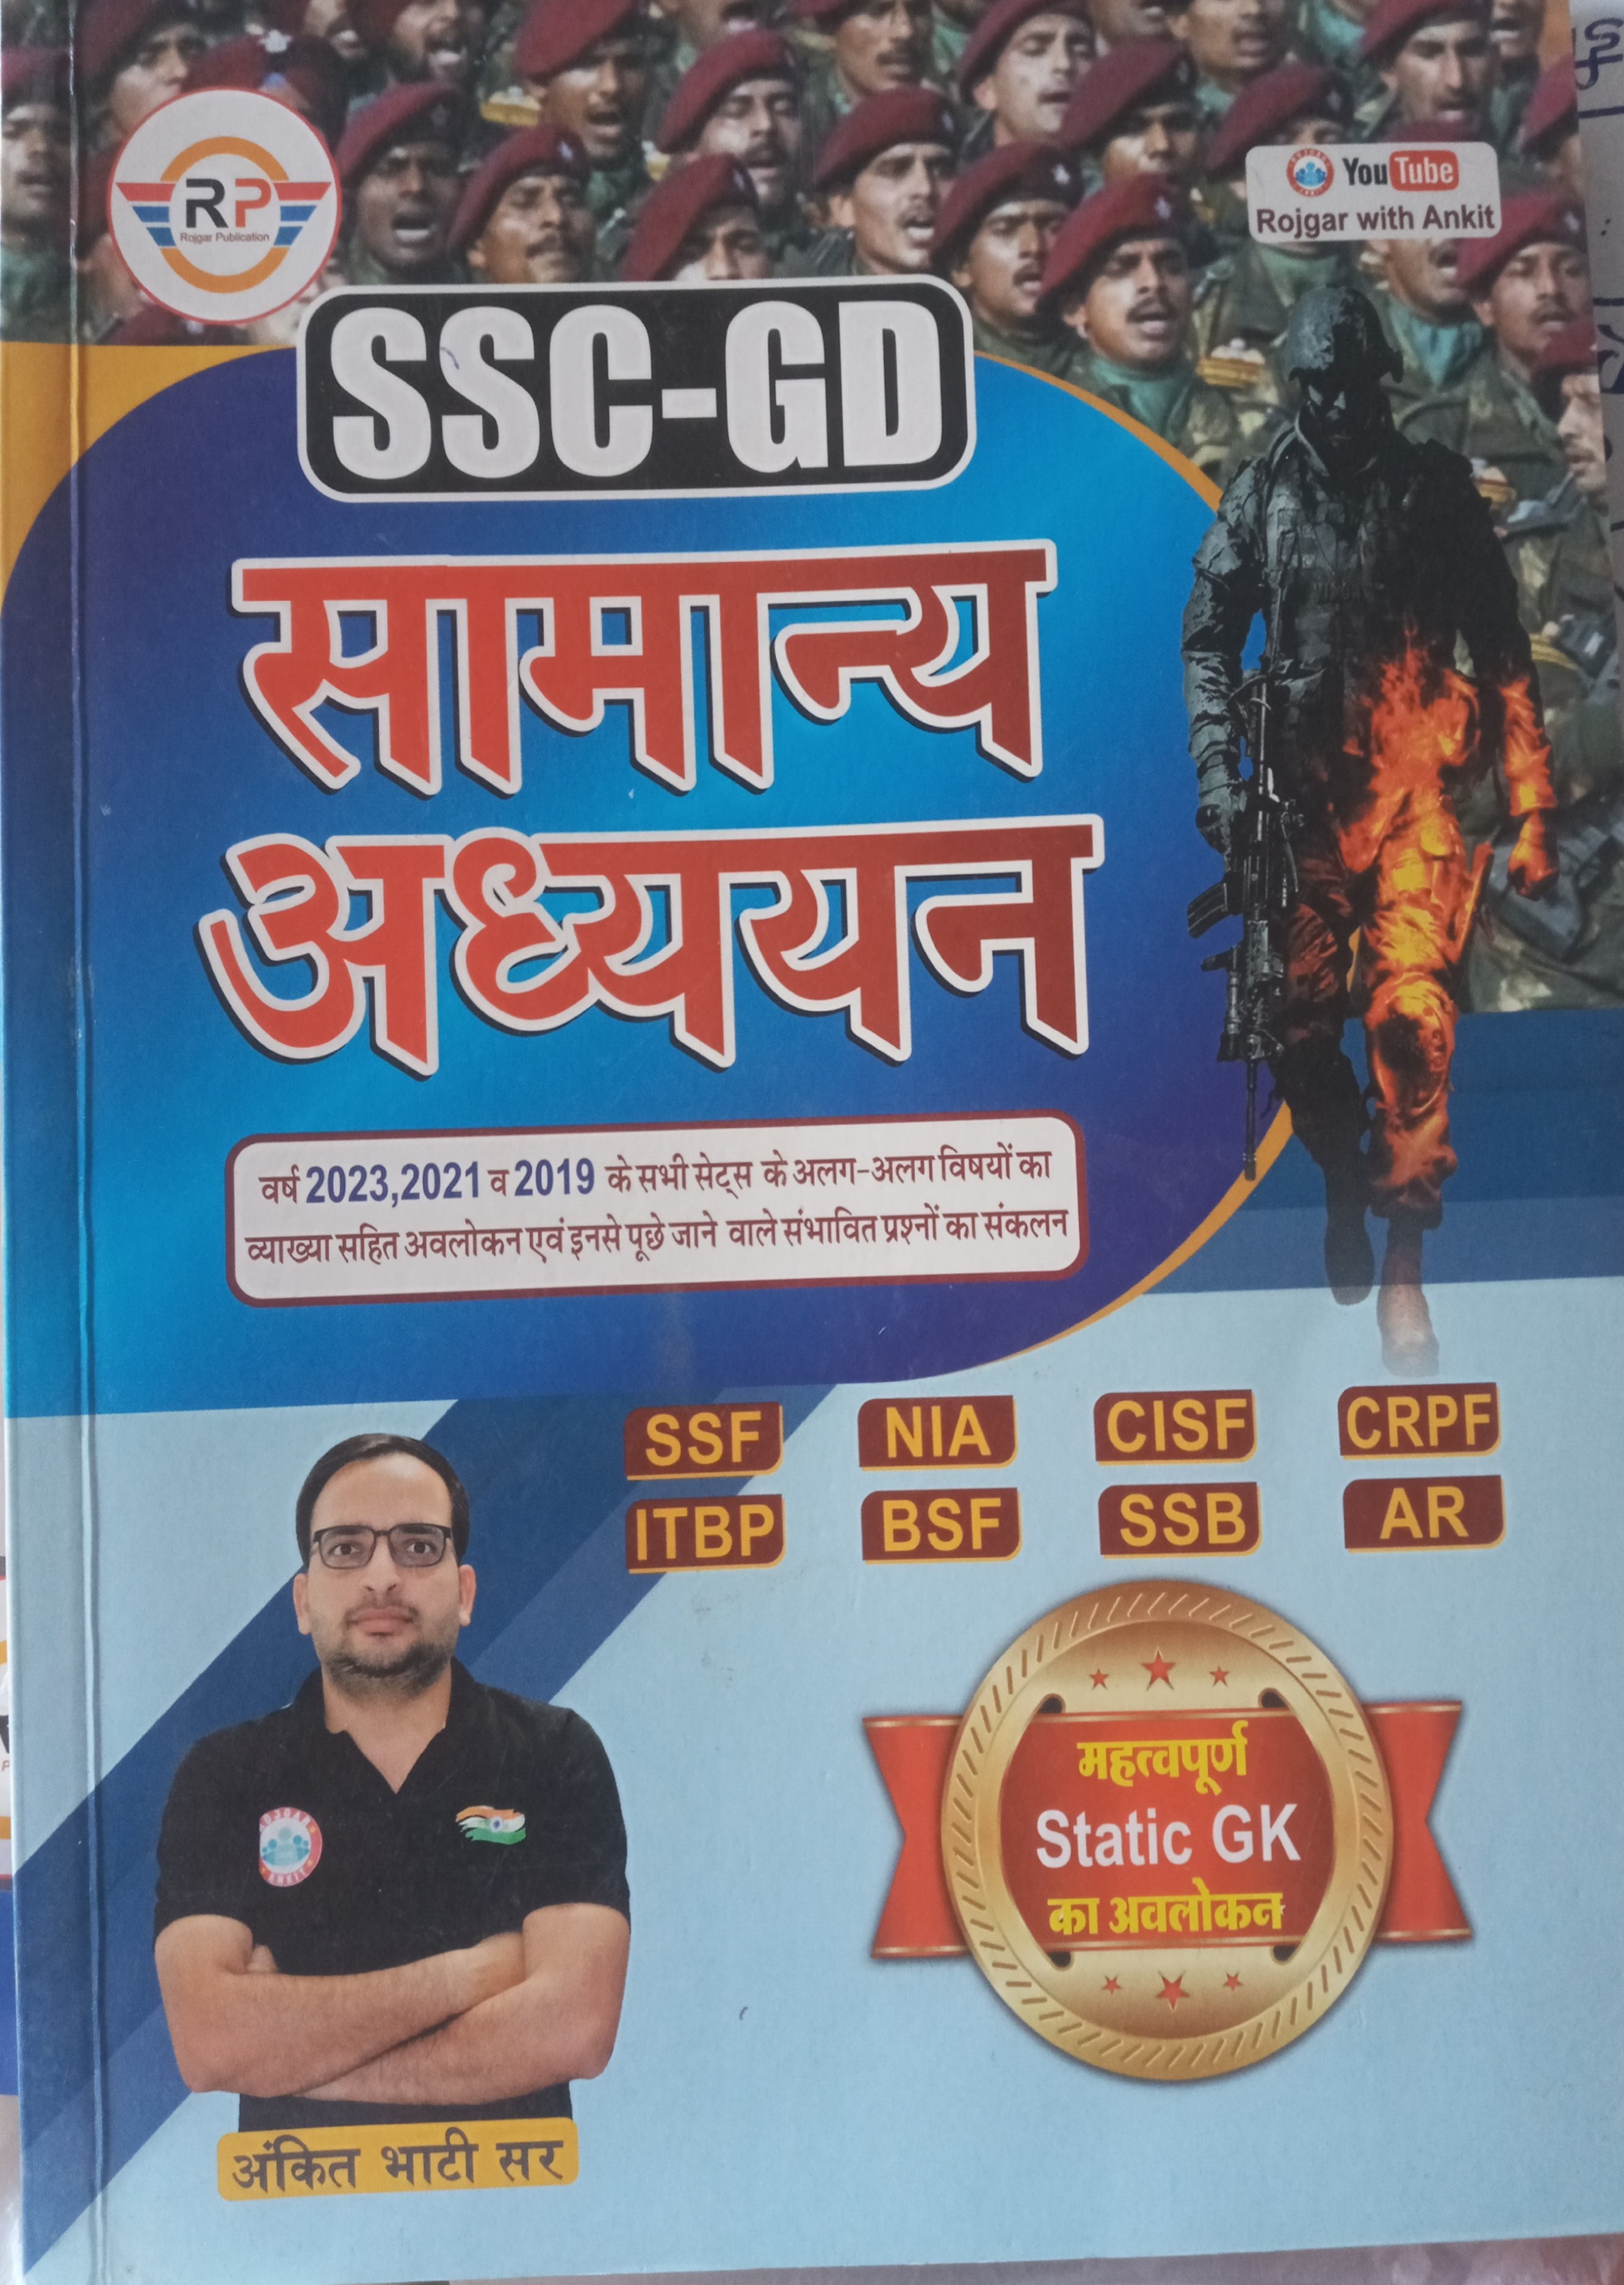 RP
Rojgar Publication
YouTube
Rojgar with Ankit
SSC-GD
सामान्य
अध्ययन
वर्ष 2023,2021 व 2019 के सभी सेट्स के अलग-अलग विषयों का
व्याख्या सहित अवलोकन एवं इनसे पूछे जाने वाले संभावित प्रश्नों का संकलन
SSF NIA CISF CRPF
ITBP BSF SSB AR
महत्वपूर्ण
Static GK
का अवलोकन
ROJGAR
ANKIT
अंकित भाटी सर